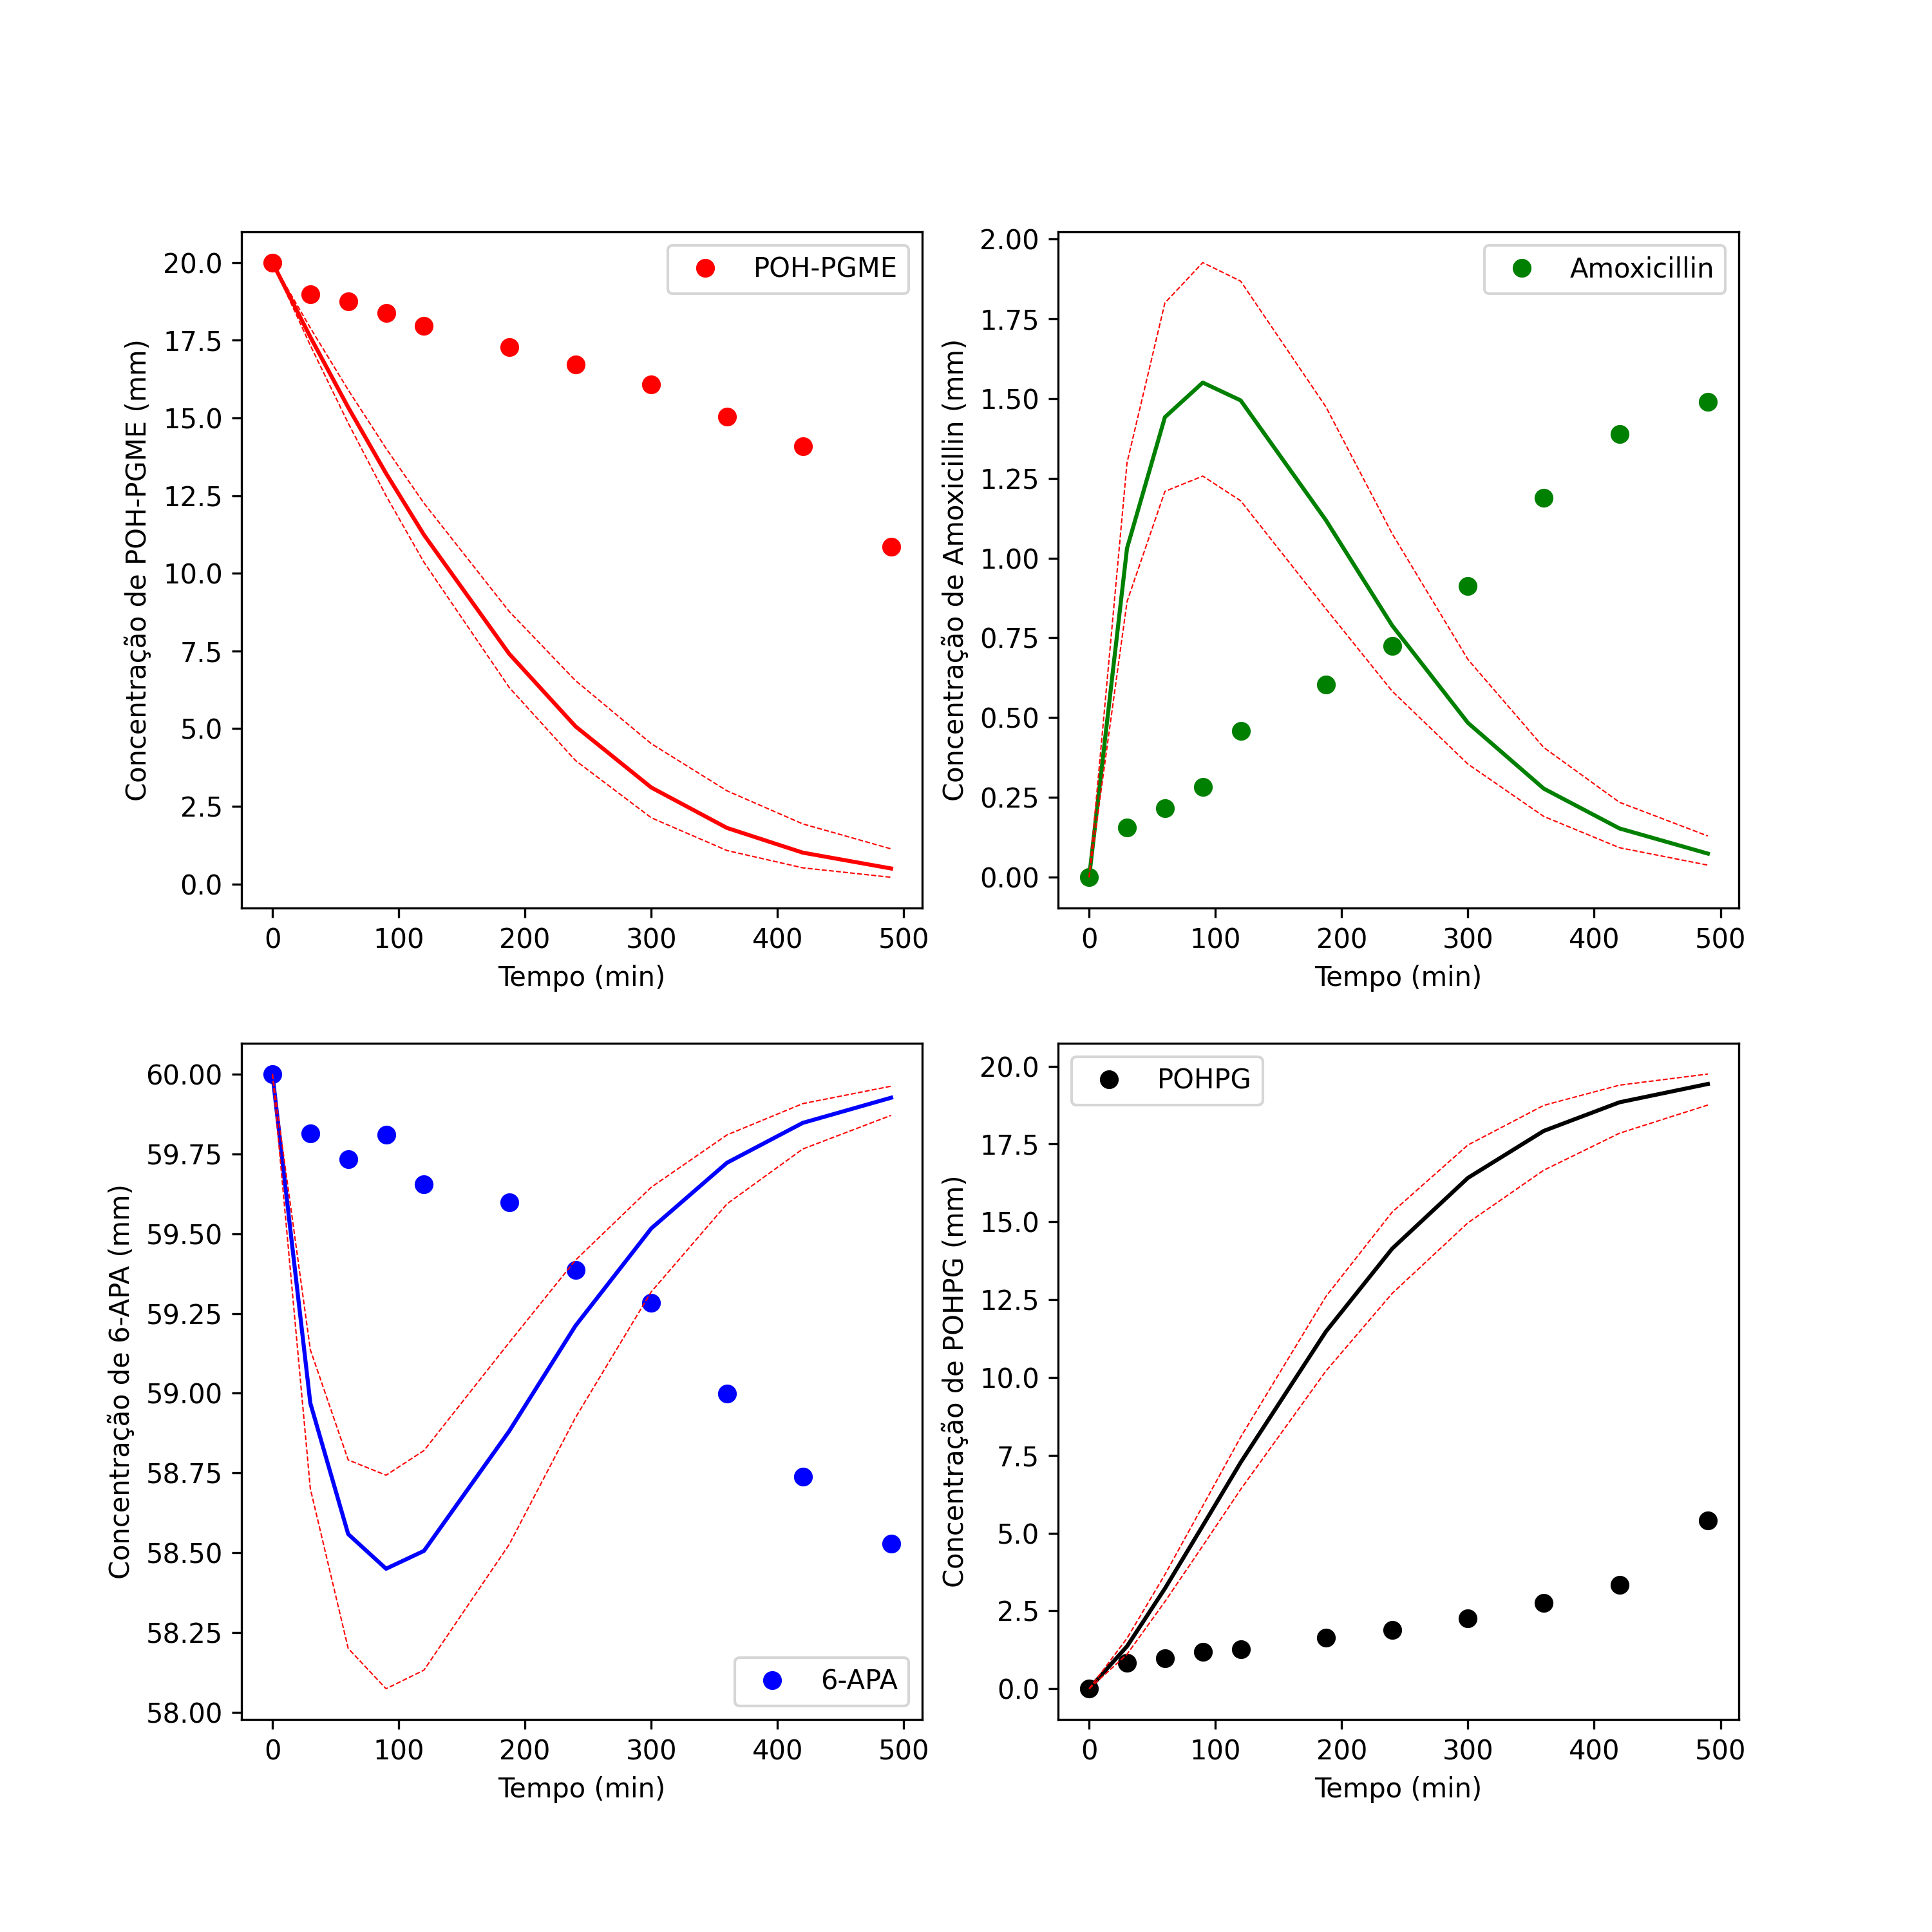 POH-PGME
20.0
17.5
15.0
12.5
10.0
7.5
5.0
2.5
0.0
Concentração de POH-PGME (mm)
0 100 200 300 400 500
Tempo (min)
Amoxicillin
2.00
1.75
1.50
1.25
1.00
0.75
0.50
0.25
0.00
Concentração de Amoxicillin (mm)
0 100 200 300 400 500
Tempo (min)
60.00
59.75
59.50
59.25
59.00
58.75
58.50
58.25
58.00
Concentração de 6-APA (mm)
6-APA
0 100 200 300 400 500
Tempo (min)
POHPG
20.0
17.5
15.0
12.5
10.0
7.5
5.0
2.5
0.0
Concentração de POHPG (mm)
0 100 200 300 400 500
Tempo (min)